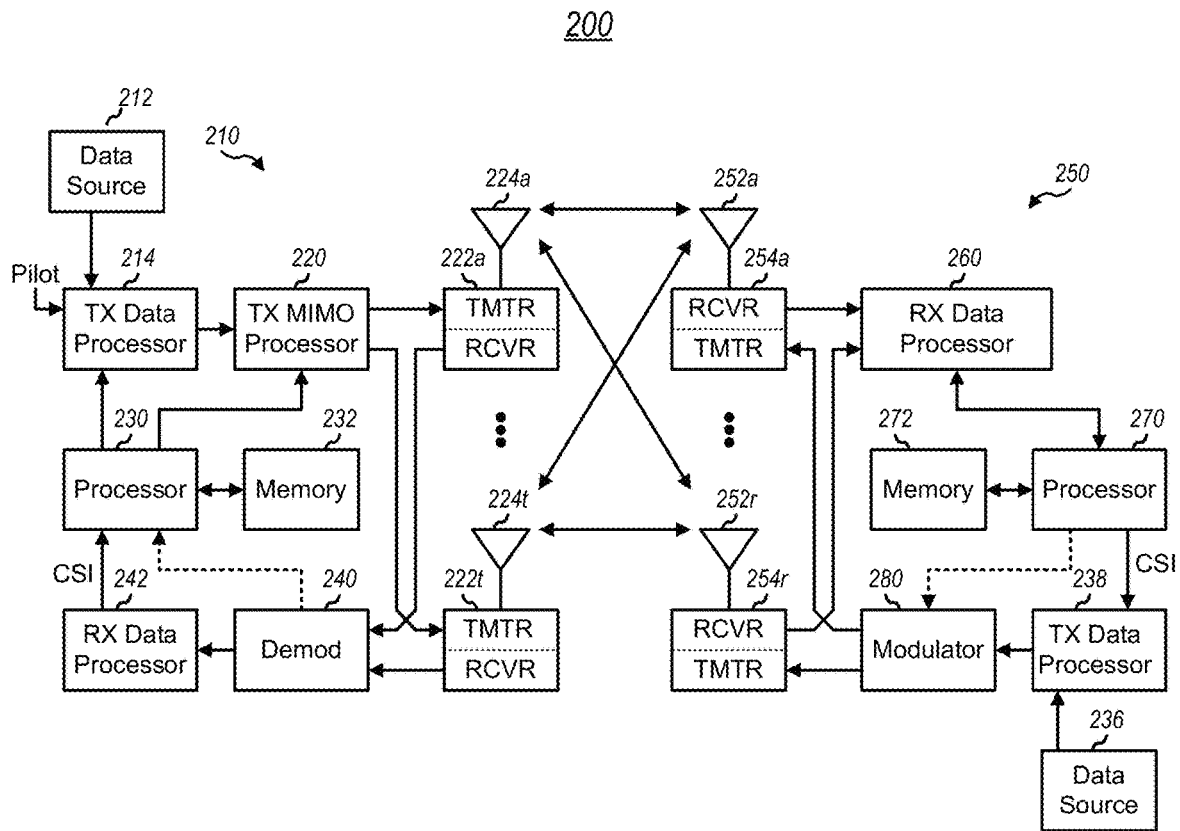 200
212
Data
Source
210
224a
252a
250
Pilot
214
TX Data
Processor
220
TX MIMO
Processor
222a
TMTR
RCVR
254a
RCVR
TMTR
260
RX Data
Processor
230
Processor
232
Memory
272
Memory
270
Processor
224t
252r
CSI
242
RX Data
Processor
240
Demod
222t
TMTR
RCVR
254r
RCVR
TMTR
280
Modulator
238
CSI
TX Data
Processor
236
Data
Source